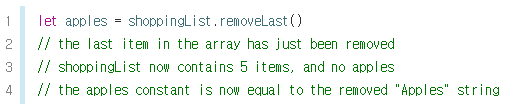 1 let apples = shoppingList.removeLast()
2 // the last item in the array has just been removed
3 // shoppingList now contains 5 items, and no apples
4 // the apples constant is now equal to the removed "Apples" string